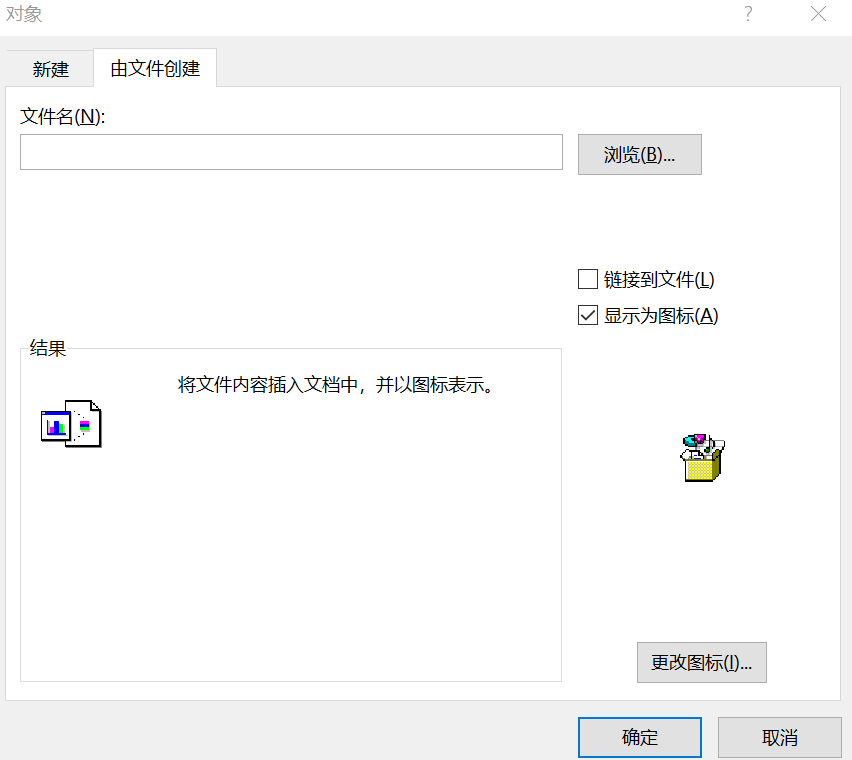 对象
新建
由文件创建
文件名(N):
浏览(B)...
链接到文件(L)
显示为图标(A)
结果
将文件内容插入文档中，并以图标表示。
更改图标(I)...
确定
取消